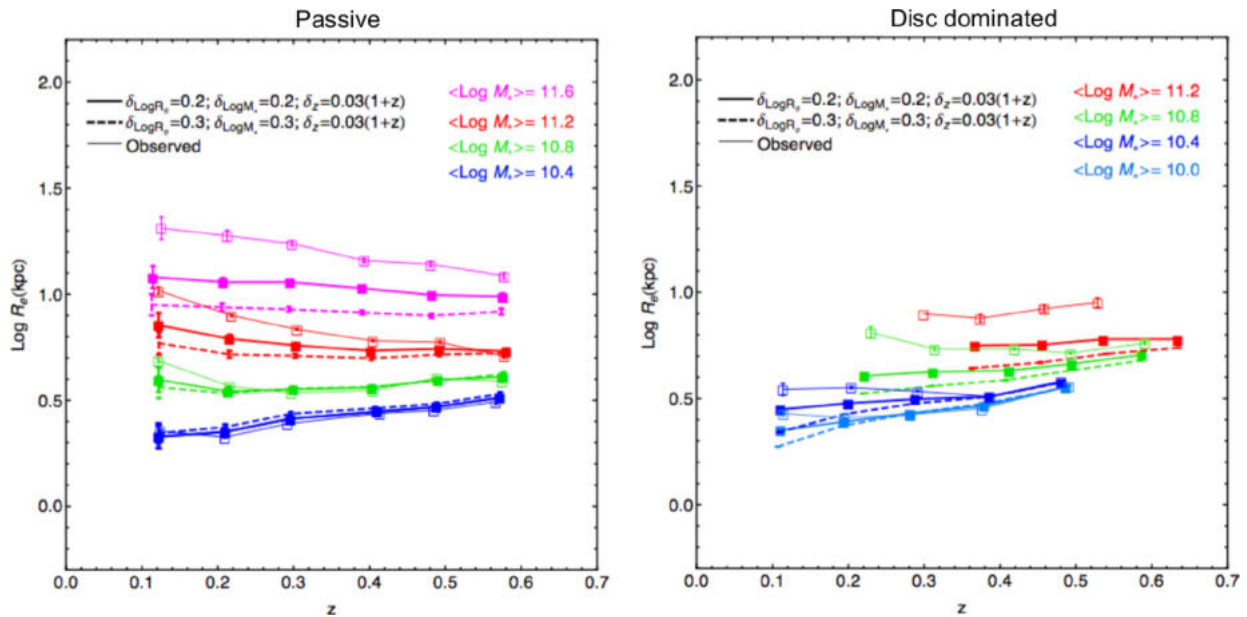 Passive
2.0
1.5
1.0
0.5
0.0
Log Rₑ(kpc)
δLogRₑ=0.2; δLogM*=0.2; δz=0.03(1+z)
δLogRₑ=0.3; δLogM*=0.3; δz=0.03(1+z)
Observed
<Log M*>= 11.6
<Log M*>= 11.2
<Log M*>= 10.8
<Log M*>= 10.4
0.0 0.1 0.2 0.3 0.4 0.5 0.6 0.7
z
Disc dominated
2.0
1.5
1.0
0.5
0.0
Log Rₑ(kpc)
δLogRₑ=0.2; δLogM*=0.2; δz=0.03(1+z)
δLogRₑ=0.3; δLogM*=0.3; δz=0.03(1+z)
Observed
<Log M*>= 11.2
<Log M*>= 10.8
<Log M*>= 10.4
<Log M*>= 10.0
0.0 0.1 0.2 0.3 0.4 0.5 0.6 0.7
z